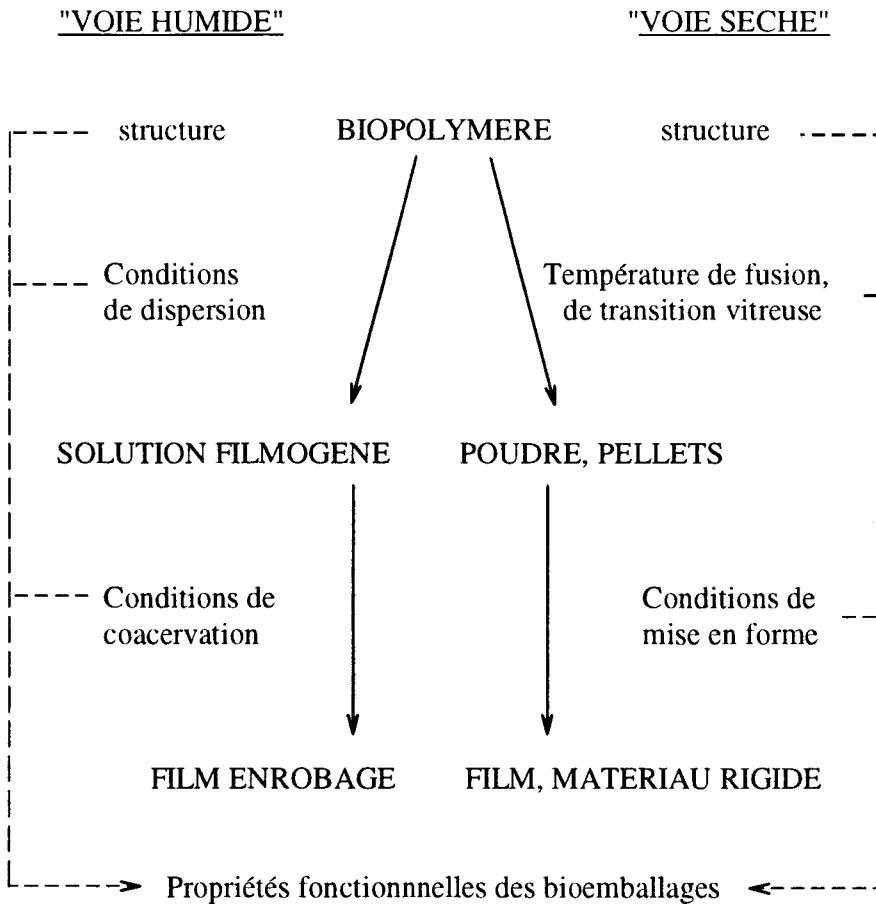 "VOIE HUMIDE" "VOIE SECHE"
structure BIOPOLYMERE structure
Conditions Température de fusion,
de dispersion de transition vitreuse
SOLUTION FILMOGENE POUDRE, PELLETS
Conditions de Conditions de
coacervation mise en forme
FILM ENROBAGE FILM, MATERIAU RIGIDE
Propriétés fonctionnnelles des bioemballages